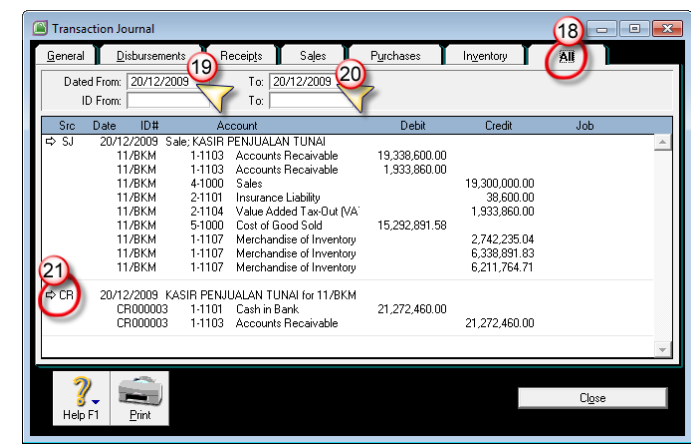 Transaction Journal
18
General Disbursements Receipts Sales Purchases Inventory All
19
20
Dated From: 20/12/2009 To: 20/12/2009
ID From: To:
Src Date ID# Account Debit Credit Job
SJ 20/12/2009 Sale; KASIR PENJUALAN TUNAI
11/BKM 1-1103 Accounts Recaivable 19,338,600.00
11/BKM 1-1103 Accounts Recaivable 1,933,860.00
11/BKM 4-1000 Sales 19,300,000.00
11/BKM 2-1101 Insurance Liability 38,600.00
11/BKM 2-1104 Value Added Tax-Out (VA 1,933,860.00
11/BKM 5-1000 Cost of Good Sold 15,292,891.58
11/BKM 1-1107 Merchandise of Inventory 2,742,235.04
11/BKM 1-1107 Merchandise of Inventory 6,338,891.83
11/BKM 1-1107 Merchandise of Inventory 6,211,764.71
21
CR 20/12/2009 KASIR PENJUALAN TUNAI for 11/BKM
CR000003 1-1101 Cash in Bank 21,272,460.00
CR000003 1-1103 Accounts Recaivable 21,272,460.00
Help F1 Print Close